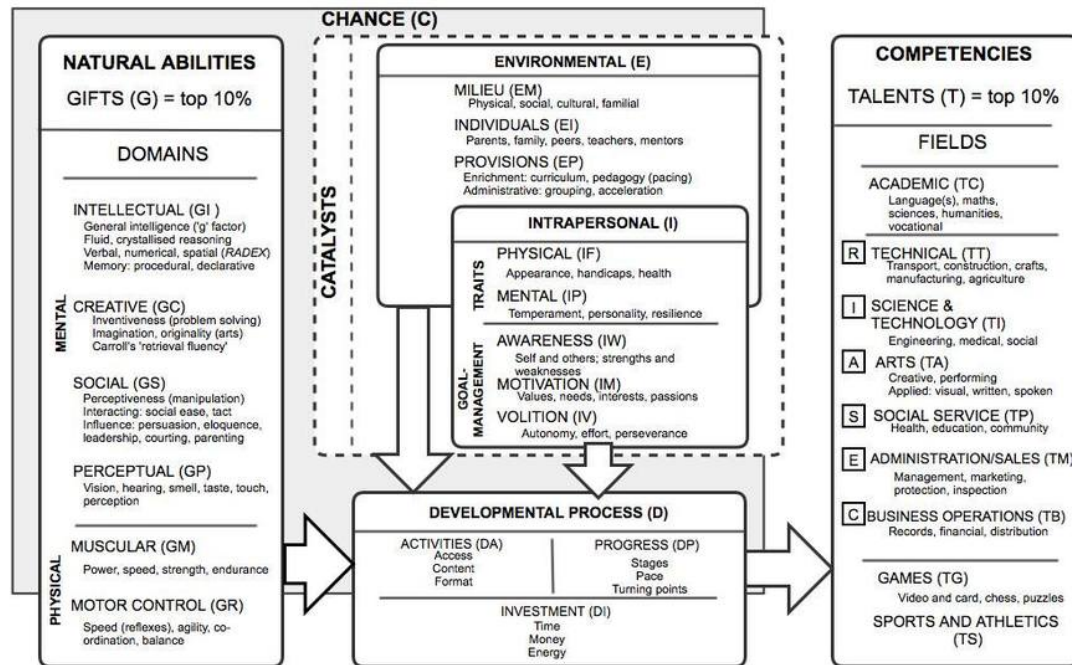 CHANCE (C)
NATURAL ABILITIES
GIFTS (G) = top 10%
DOMAINS
MENTAL
INTELLECTUAL (GI )
General intelligence ('g' factor)
Fluid, crystallised reasoning
Verbal, numerical, spatial (RADEX)
Memory: procedural, declarative
CREATIVE (GC)
Inventiveness (problem solving)
Imagination, originality (arts)
Carroll's 'retrieval fluency'
SOCIAL (GS)
Perceptiveness (manipulation)
Interacting: social ease, tact
Influence: persuasion, eloquence,
leadership, courting, parenting
PERCEPTUAL (GP)
Vision, hearing, smell, taste, touch,
perception
PHYSICAL
MUSCULAR (GM)
Power, speed, strength, endurance
MOTOR CONTROL (GR)
Speed (reflexes), agility, co-
ordination, balance
CATALYSTS
ENVIRONMENTAL (E)
MILIEU (EM)
Physical, social, cultural, familial
INDIVIDUALS (EI)
Parents, family, peers, teachers, mentors
PROVISIONS (EP)
Enrichment: curriculum, pedagogy (pacing)
Administrative: grouping, acceleration
INTRAPERSONAL (I)
TRAITS
PHYSICAL (IF)
Appearance, handicaps, health
MENTAL (IP)
Temperament, personality, resilience
GOAL-
MANAGEMENT
AWARENESS (IW)
Self and others; strengths and
weaknesses
MOTIVATION (IM)
Values, needs, interests, passions
VOLITION (IV)
Autonomy, effort, perseverance
DEVELOPMENTAL PROCESS (D)
ACTIVITIES (DA)
Access
Content
Format
PROGRESS (DP)
Stages
Pace
Turning points
INVESTMENT (DI)
Time
Money
Energy
COMPETENCIES
TALENTS (T) = top 10%
FIELDS
ACADEMIC (TC)
Language(s), maths,
sciences, humanities,
vocational
R TECHNICAL (TT)
Transport, construction, crafts,
manufacturing, agriculture
I SCIENCE &
TECHNOLOGY (TI)
Engineering, medical, social
A ARTS (TA)
Creative, performing
Applied: visual, written, spoken
S SOCIAL SERVICE (TP)
Health, education, community
E ADMINISTRATION/SALES (TM)
Management, marketing,
protection, inspection
C BUSINESS OPERATIONS (TB)
Records, financial, distribution
GAMES (TG)
Video and card, chess, puzzles
SPORTS AND ATHLETICS
(TS)